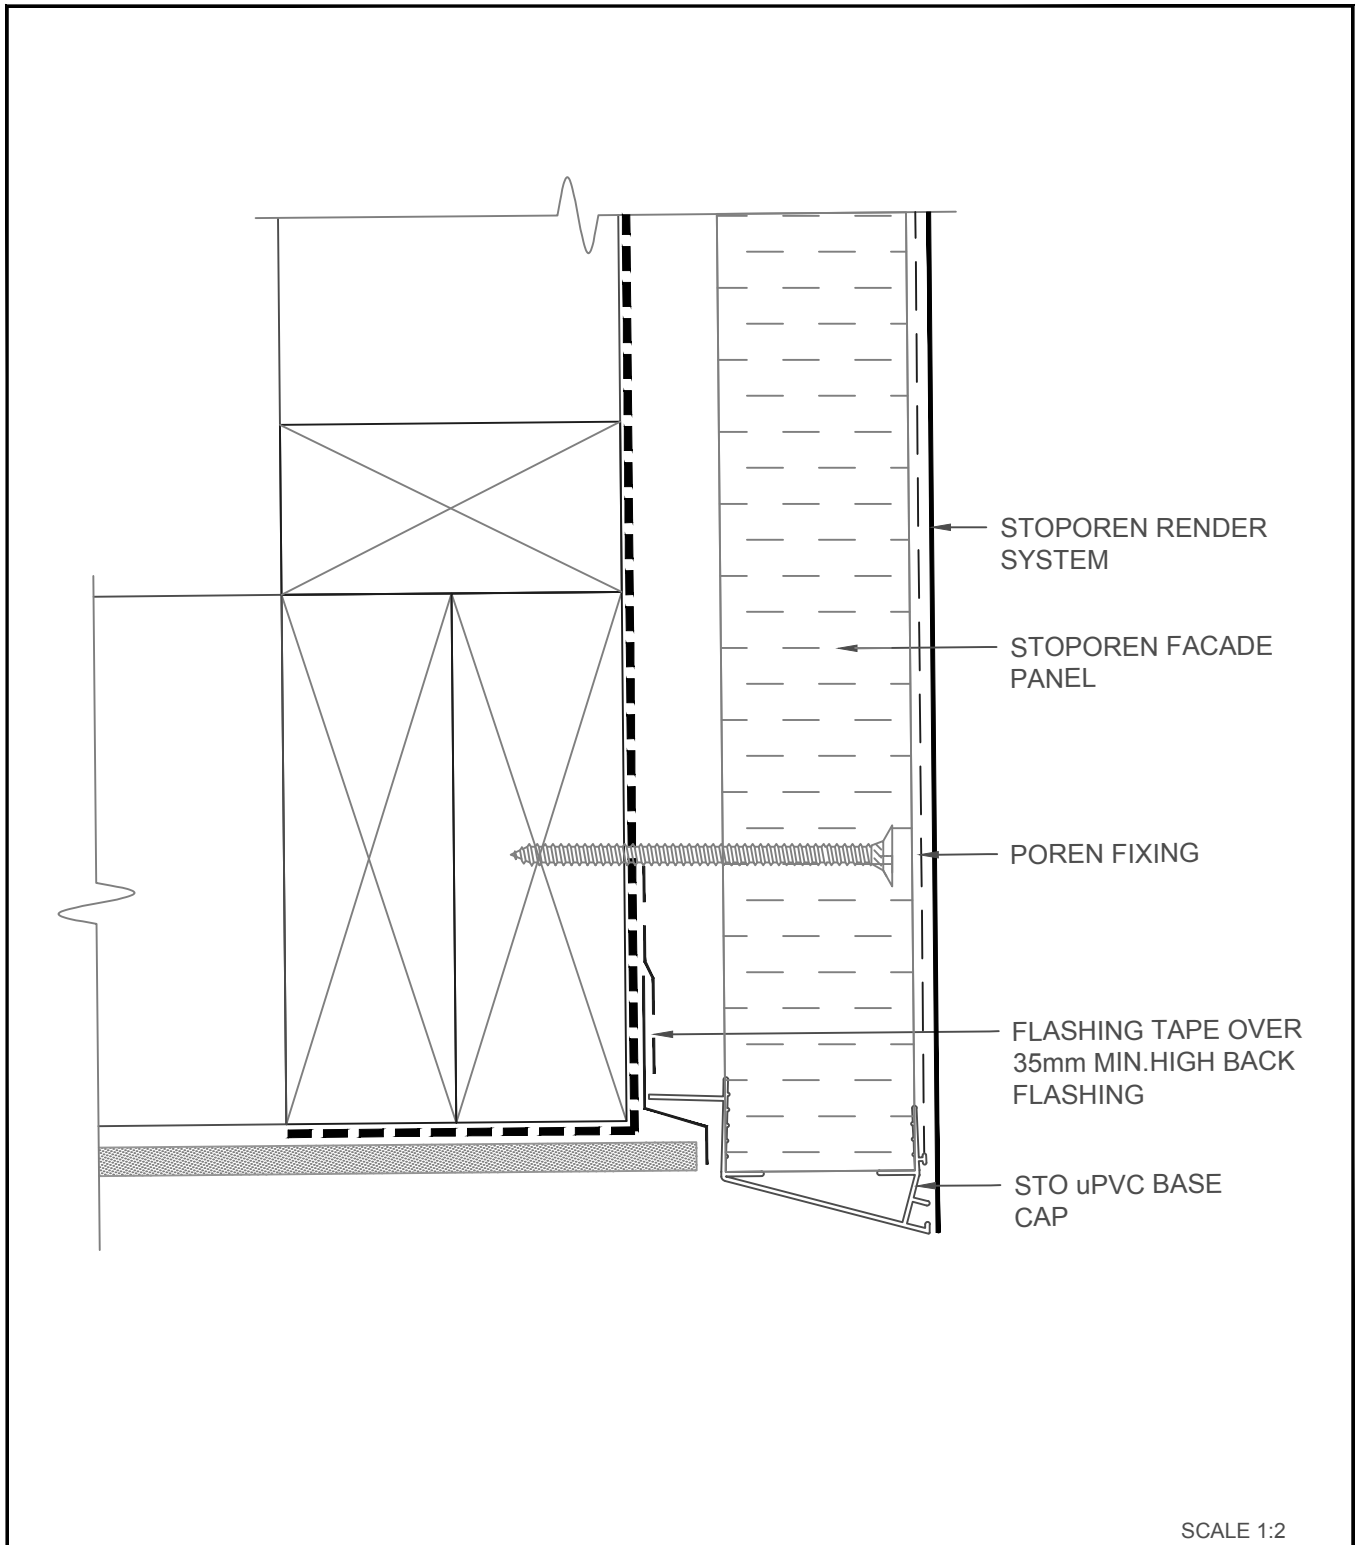 STOPOREN RENDER
SYSTEM
STOPOREN FACADE
PANEL
POREN FIXING
FLASHING TAPE OVER
35mm MIN.HIGH BACK
FLASHING
STO uPVC BASE
CAP
SCALE 1:2